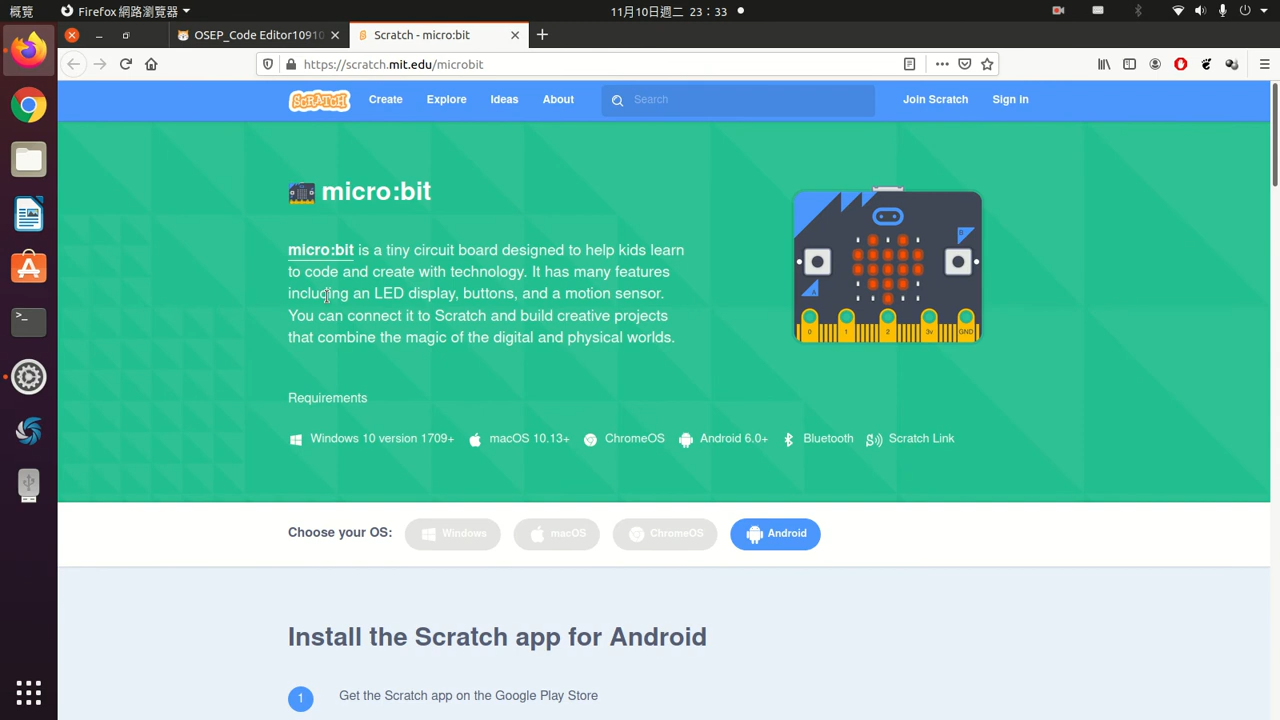 概覽
Firefox 網路瀏覽器
11月10日週二 23：33
OSEP_Code Editor10910
Scratch - micro:bit
https://scratch.mit.edu/microbit
SCRATCH
Create
Explore
Ideas
About
Search
Join Scratch
Sign in
micro:bit
micro:bit is a tiny circuit board designed to help kids learn
to code and create with technology. It has many features
including an LED display, buttons, and a motion sensor.
You can connect it to Scratch and build creative projects
that combine the magic of the digital and physical worlds.
A
B
0
1
2
3v
GND
Requirements
Windows 10 version 1709+
macOS 10.13+
ChromeOS
Android 6.0+
Bluetooth
Scratch Link
Choose your OS:
Windows
macOS
ChromeOS
Android
Install the Scratch app for Android
1
Get the Scratch app on the Google Play Store